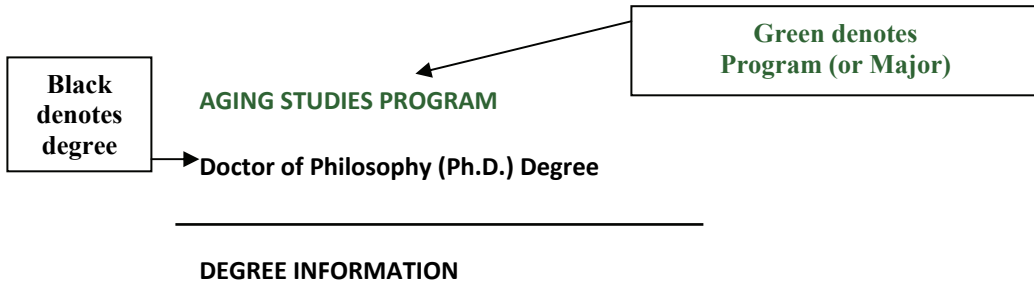 Green denotes
Program (or Major)
Black
denotes
degree
AGING STUDIES PROGRAM
Doctor of Philosophy (Ph.D.) Degree
DEGREE INFORMATION